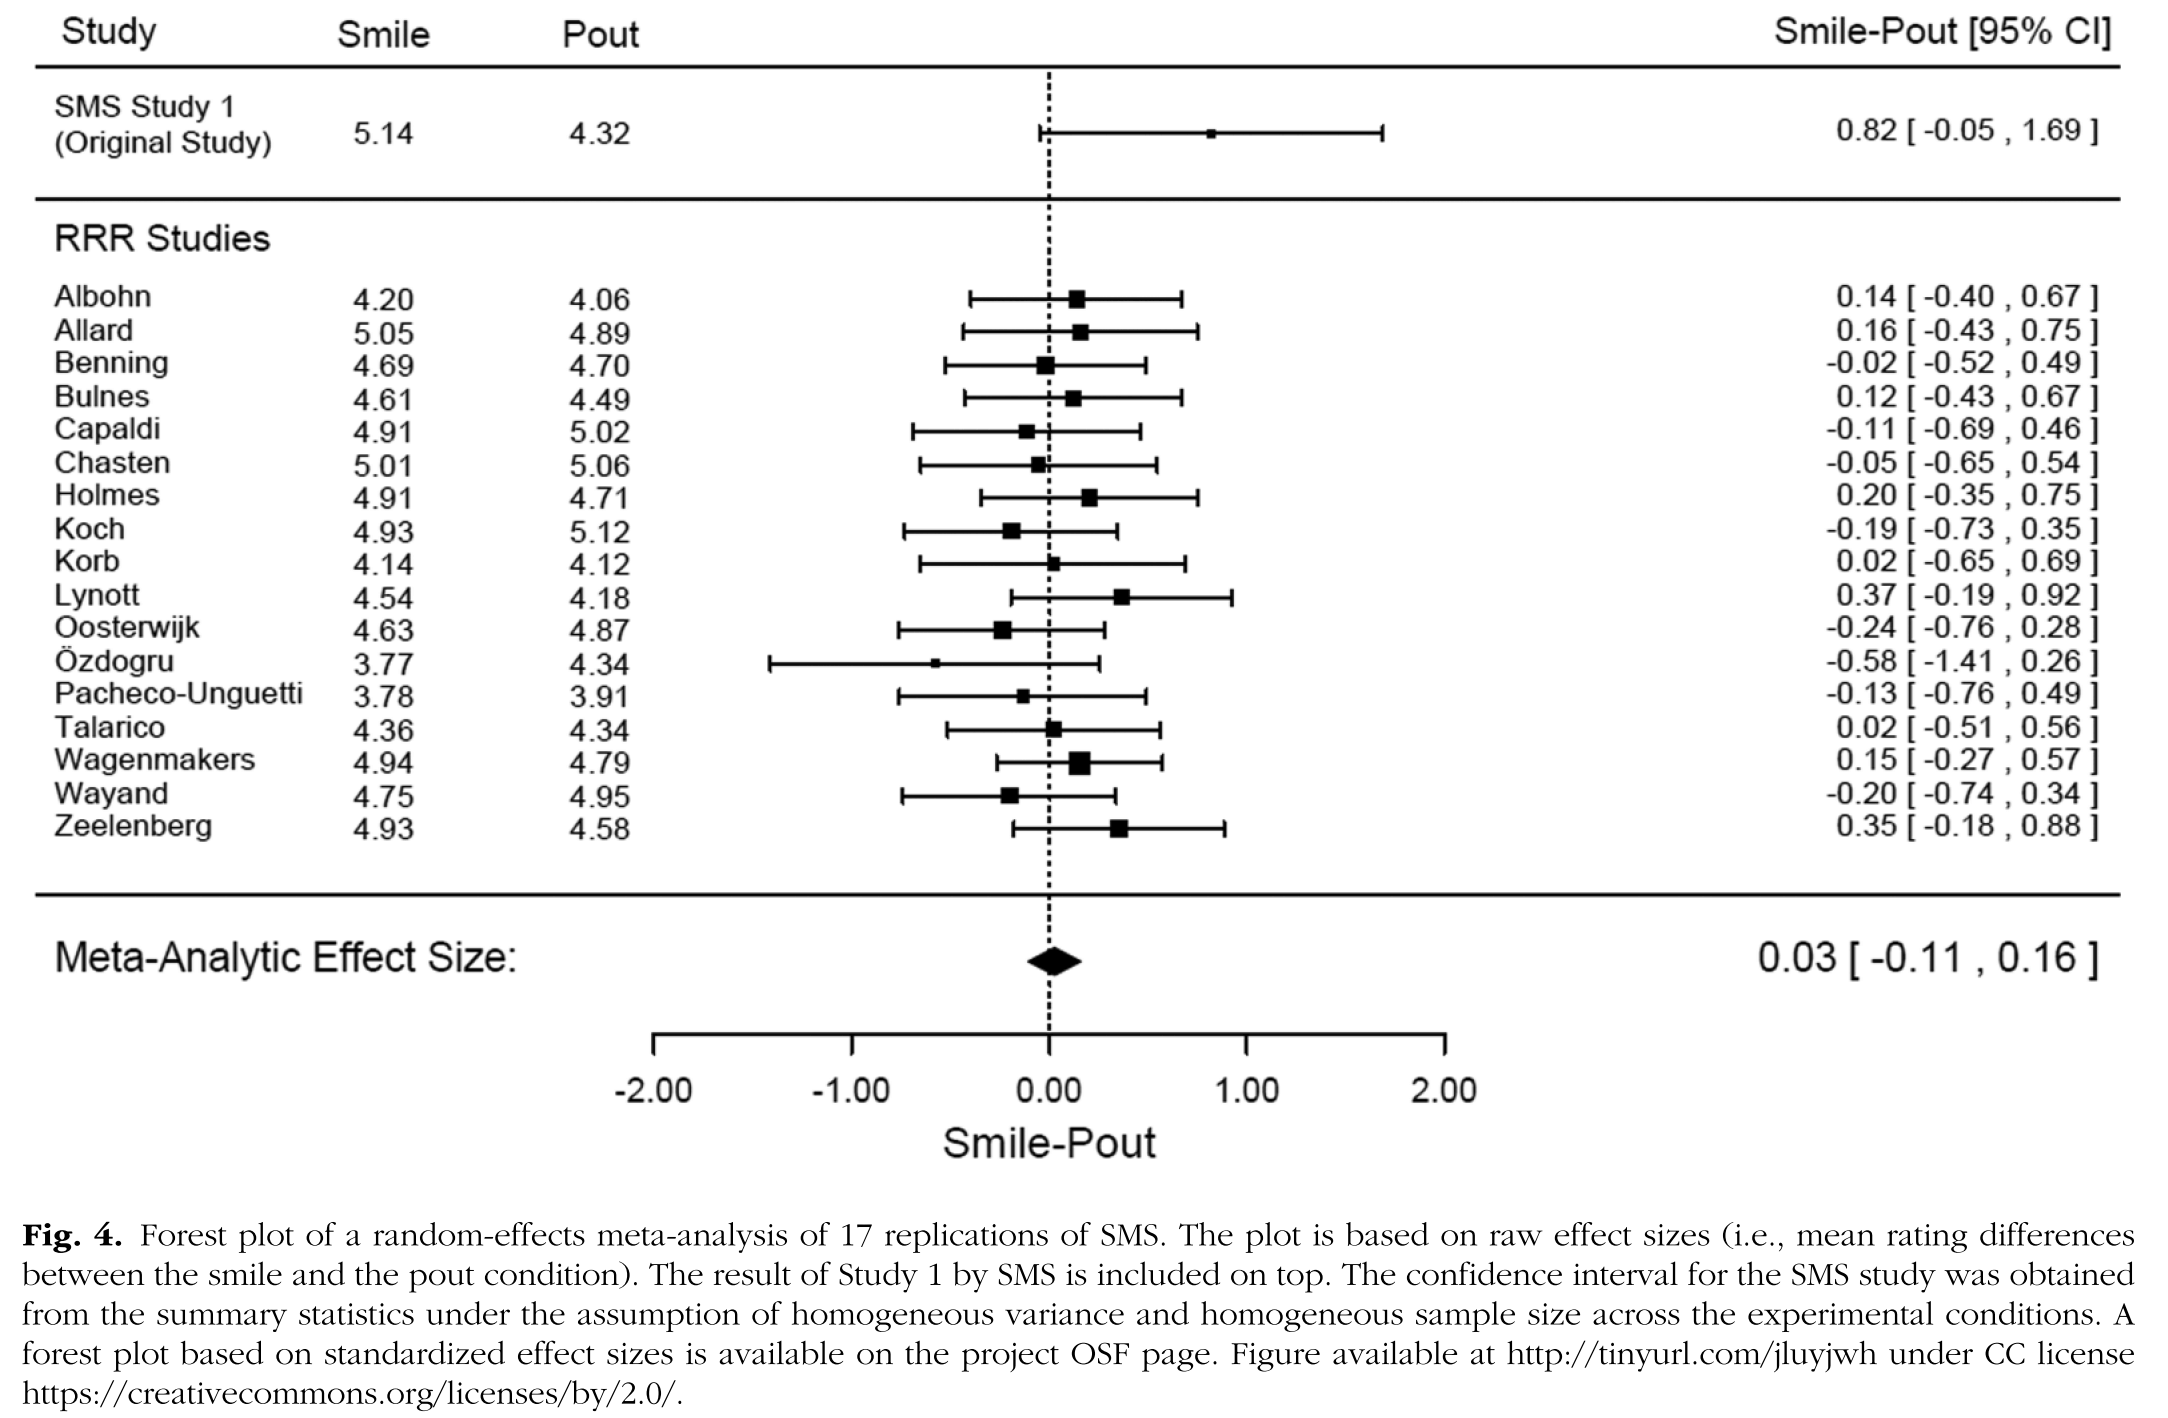 Study Smile Pout Smile-Pout [95% CI]
SMS Study 1
(Original Study) 5.14 4.32 0.82 [ -0.05 , 1.69 ]
RRR Studies
Albohn 4.20 4.06 0.14 [ -0.40 , 0.67 ]
Allard 5.05 4.89 0.16 [ -0.43 , 0.75 ]
Benning 4.69 4.70 -0.02 [ -0.52 , 0.49 ]
Bulnes 4.61 4.49 0.12 [ -0.43 , 0.67 ]
Capaldi 4.91 5.02 -0.11 [ -0.69 , 0.46 ]
Chasten 5.01 5.06 -0.05 [ -0.65 , 0.54 ]
Holmes 4.91 4.71 0.20 [ -0.35 , 0.75 ]
Koch 4.93 5.12 -0.19 [ -0.73 , 0.35 ]
Korb 4.14 4.12 0.02 [ -0.65 , 0.69 ]
Lynott 4.54 4.18 0.37 [ -0.19 , 0.92 ]
Oosterwijk 4.63 4.87 -0.24 [ -0.76 , 0.28 ]
Özdogru 3.77 4.34 -0.58 [ -1.41 , 0.26 ]
Pacheco-Unguetti 3.78 3.91 -0.13 [ -0.76 , 0.49 ]
Talarico 4.36 4.34 0.02 [ -0.51 , 0.56 ]
Wagenmakers 4.94 4.79 0.15 [ -0.27 , 0.57 ]
Wayand 4.75 4.95 -0.20 [ -0.74 , 0.34 ]
Zeelenberg 4.93 4.58 0.35 [ -0.18 , 0.88 ]
Meta-Analytic Effect Size: 0.03 [ -0.11 , 0.16 ]
-2.00 -1.00 0.00 1.00 2.00
Smile-Pout
Fig. 4. Forest plot of a random-effects meta-analysis of 17 replications of SMS. The plot is based on raw effect sizes (i.e., mean rating differences
between the smile and the pout condition). The result of Study 1 by SMS is included on top. The confidence interval for the SMS study was obtained
from the summary statistics under the assumption of homogeneous variance and homogeneous sample size across the experimental conditions. A
forest plot based on standardized effect sizes is available on the project OSF page. Figure available at http://tinyurl.com/jluyjwh under CC license
https://creativecommons.org/licenses/by/2.0/.